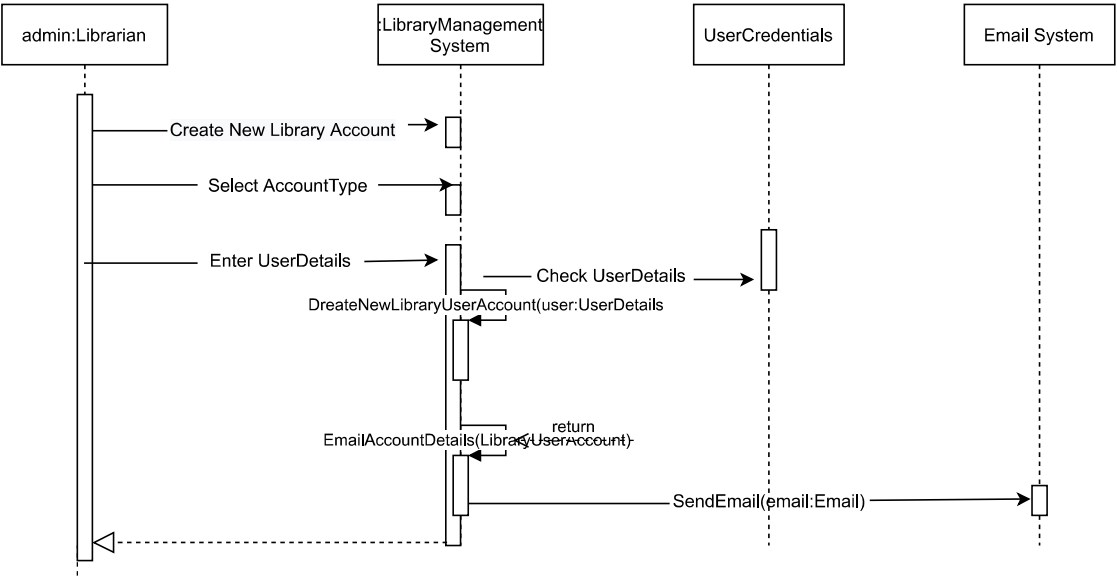 admin:Librarian
:LibraryManagement
System
UserCredentials
Email System
Create New Library Account
Select AccountType
Enter UserDetails
Check UserDetails
DreateNewLibraryUserAccount(user:UserDetails
return
EmailAccountDetails(LibraryUserAccount)
SendEmail(email:Email)